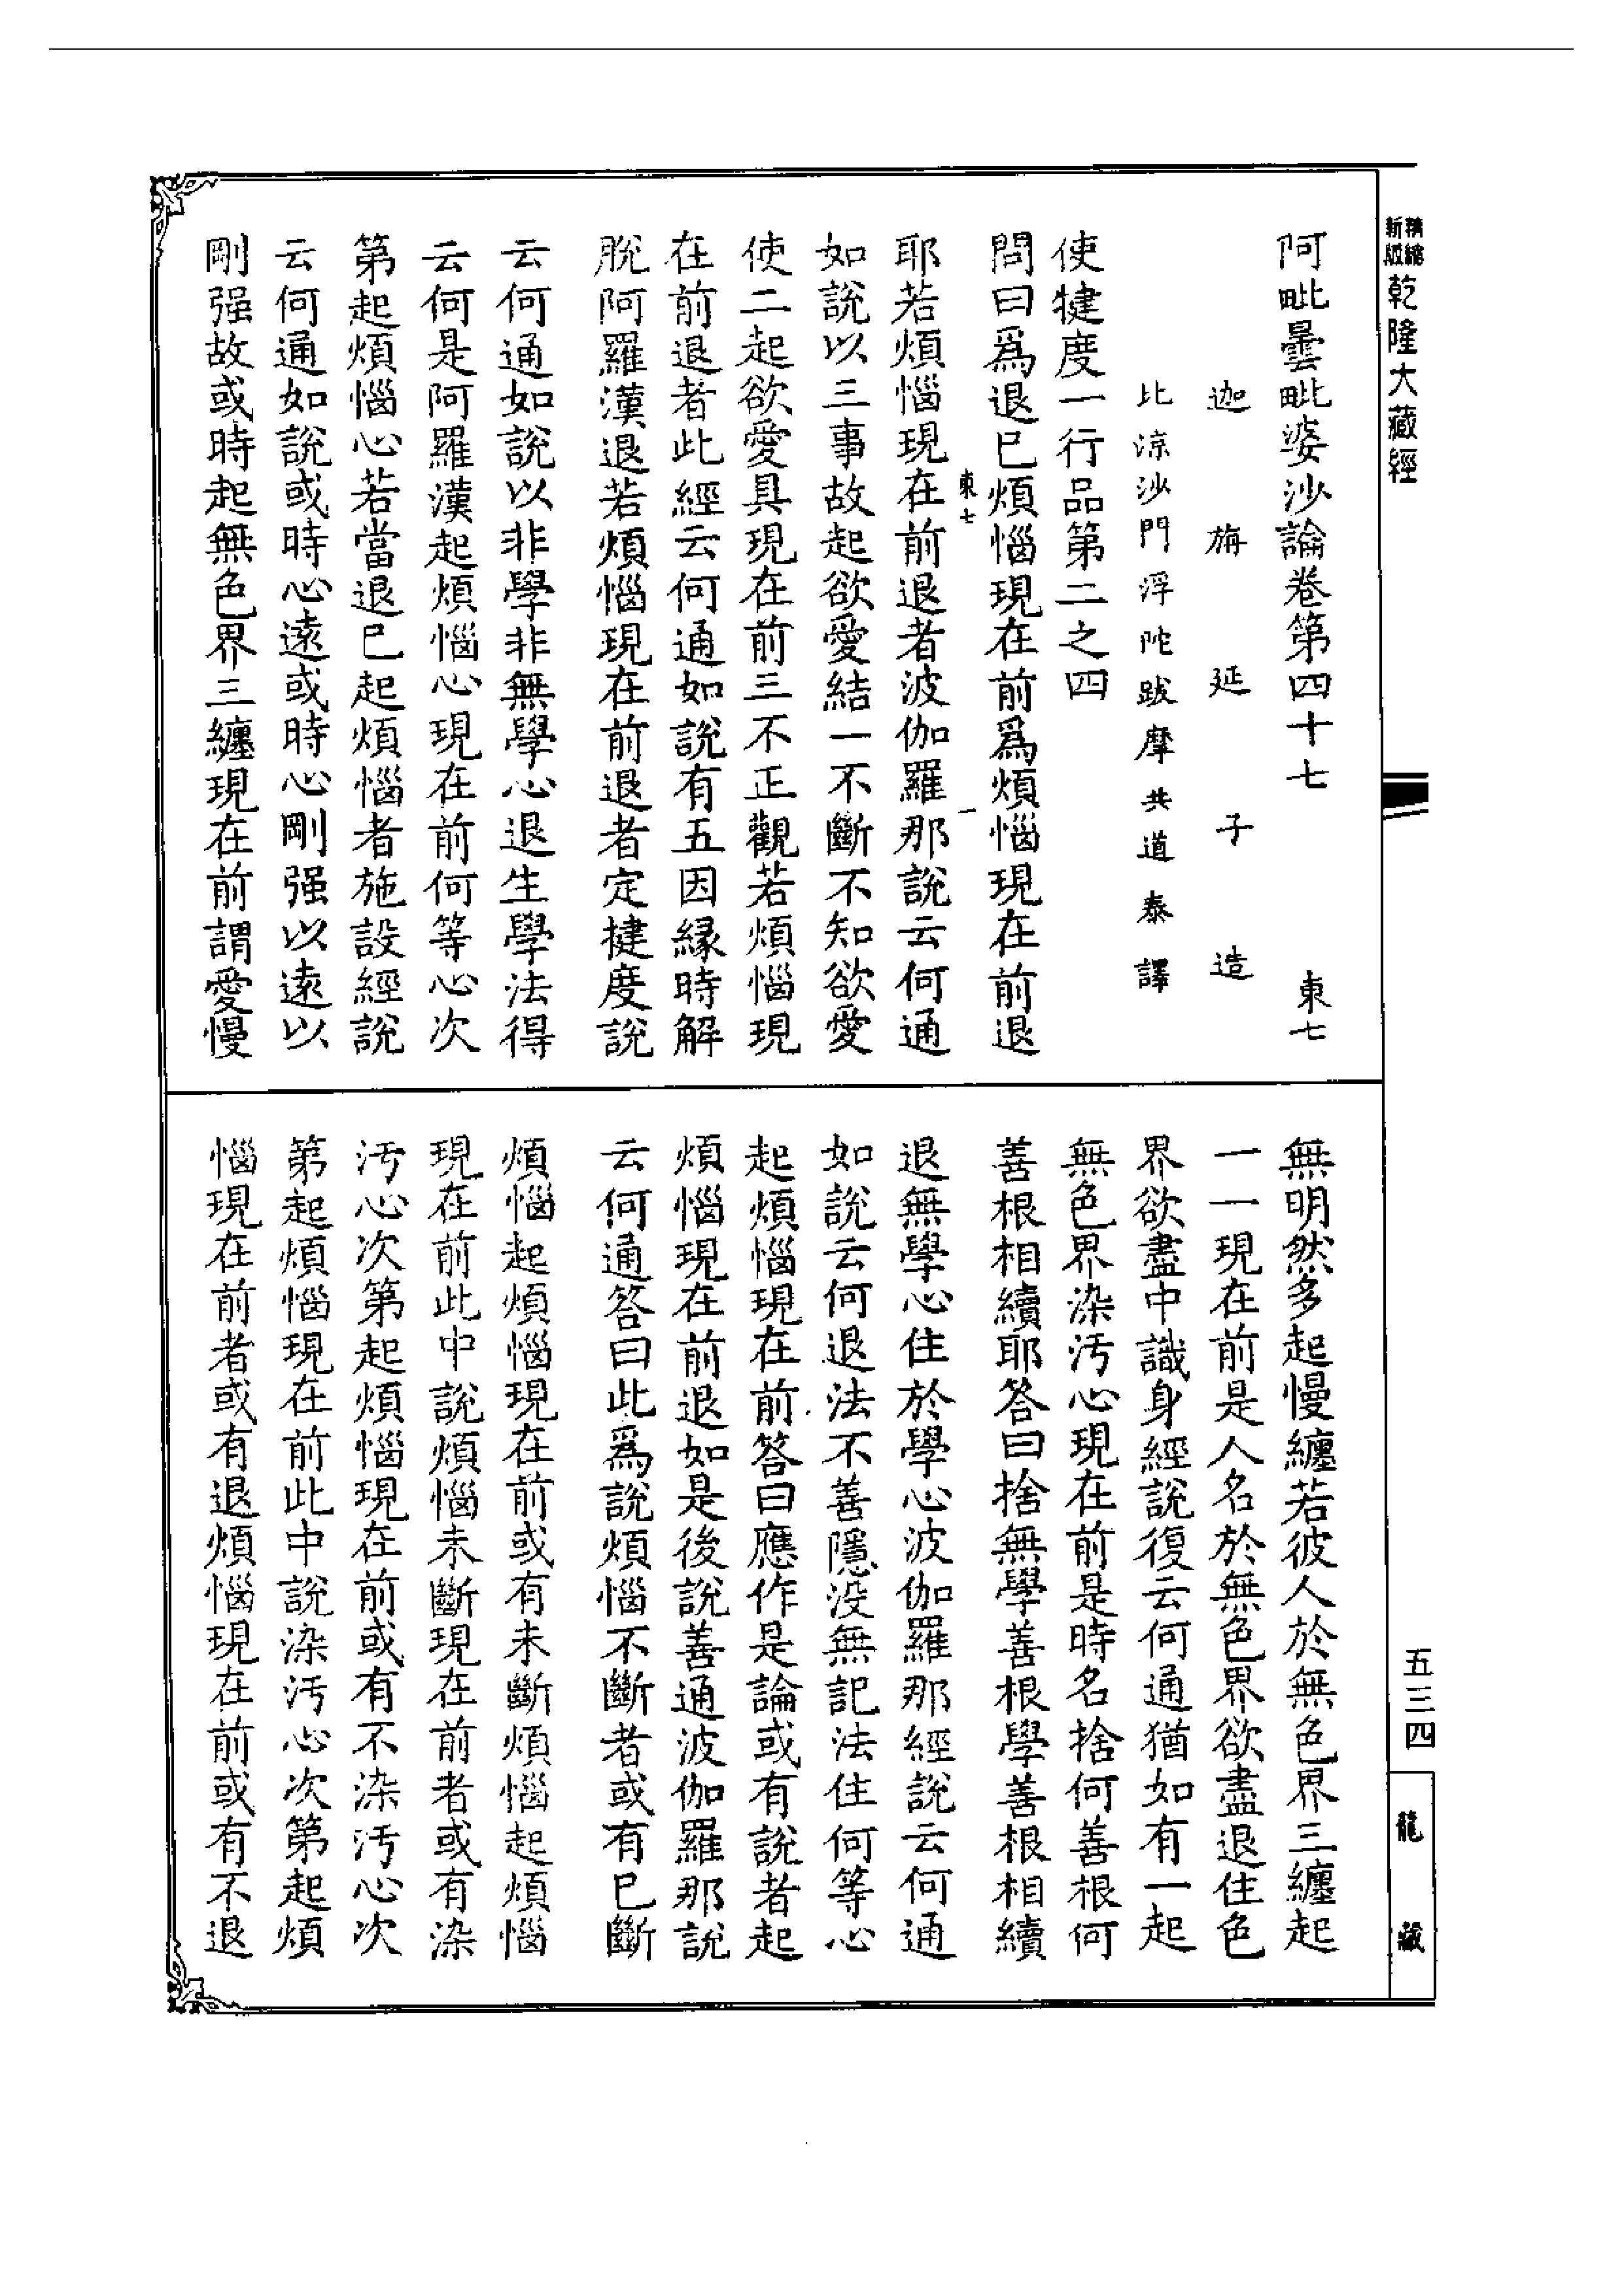 精縮
新版
乾隆大藏經
阿毗曇毗婆沙論卷第四十七　東七
迦旃延子造
北涼沙門浮陀跋摩共道泰譯
使犍度一行品第二之四
問曰爲退已煩惱現在前爲煩惱現在前退
東七　一
耶若煩惱現在前退者波伽羅那說云何通
如說以三事故起欲愛結一不斷不知欲愛
使二起欲愛具現在前三不正觀若煩惱現
在前退者此經云何通如說有五因緣時解
脫阿羅漢退若煩惱現在前退者定揵度說
云何通如說以非學非無學心退生學法得
云何是阿羅漢起煩惱心現在前何等心次
第起煩惱心若當退已起煩惱者施設經說
云何通如說或時心遠或時心剛强以遠以
剛强故或時起無色界三纏現在前謂愛慢
無明然多起慢纏若彼人於無色界三纏起
一一現在前是人名於無色界欲盡退住色
界欲盡中識身經說復云何通猶如有一起
無色界染污心現在前是時名捨何善根何
善根相續耶答曰捨無學善根學善根相續
退無學心住於學心波伽羅那經說云何通
如說云何退法不善隱没無記法住何等心
起煩惱現在前答曰應作是論或有說者起
煩惱現在前退如是後說善通波伽羅那說
云何通答曰此爲說煩惱不斷者或有已斷
煩惱起煩惱現在前或有未斷煩惱起煩惱
現在前此中說煩惱未斷現在前者或有染
污心次第起煩惱現在前或有不染污心次
第起煩惱現在前此中說染污心次第起煩
惱現在前者或有退煩惱現在前或有不退
五三四
龍藏